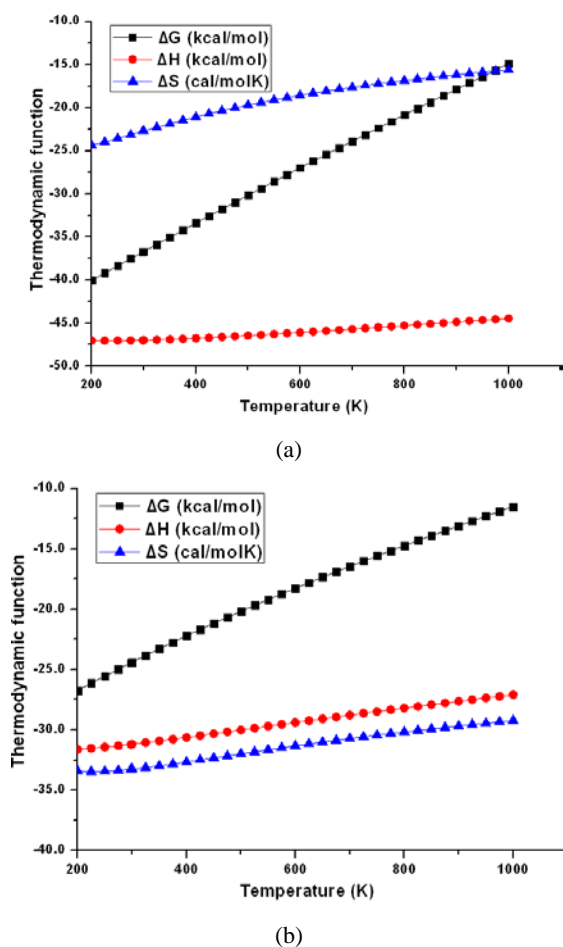 ΔG (kcal/mol)
ΔH (kcal/mol)
ΔS (cal/molK)
Thermodynamic function
-10.0
-15.0
-20.0
-25.0
-30.0
-35.0
-40.0
-45.0
-50.0
200
400
600
800
1000
Temperature (K)
(a)
ΔG (kcal/mol)
ΔH (kcal/mol)
ΔS (cal/molK)
Thermodynamic function
-10.0
-15.0
-20.0
-25.0
-30.0
-35.0
-40.0
200
400
600
800
1000
Temperature (K)
(b)